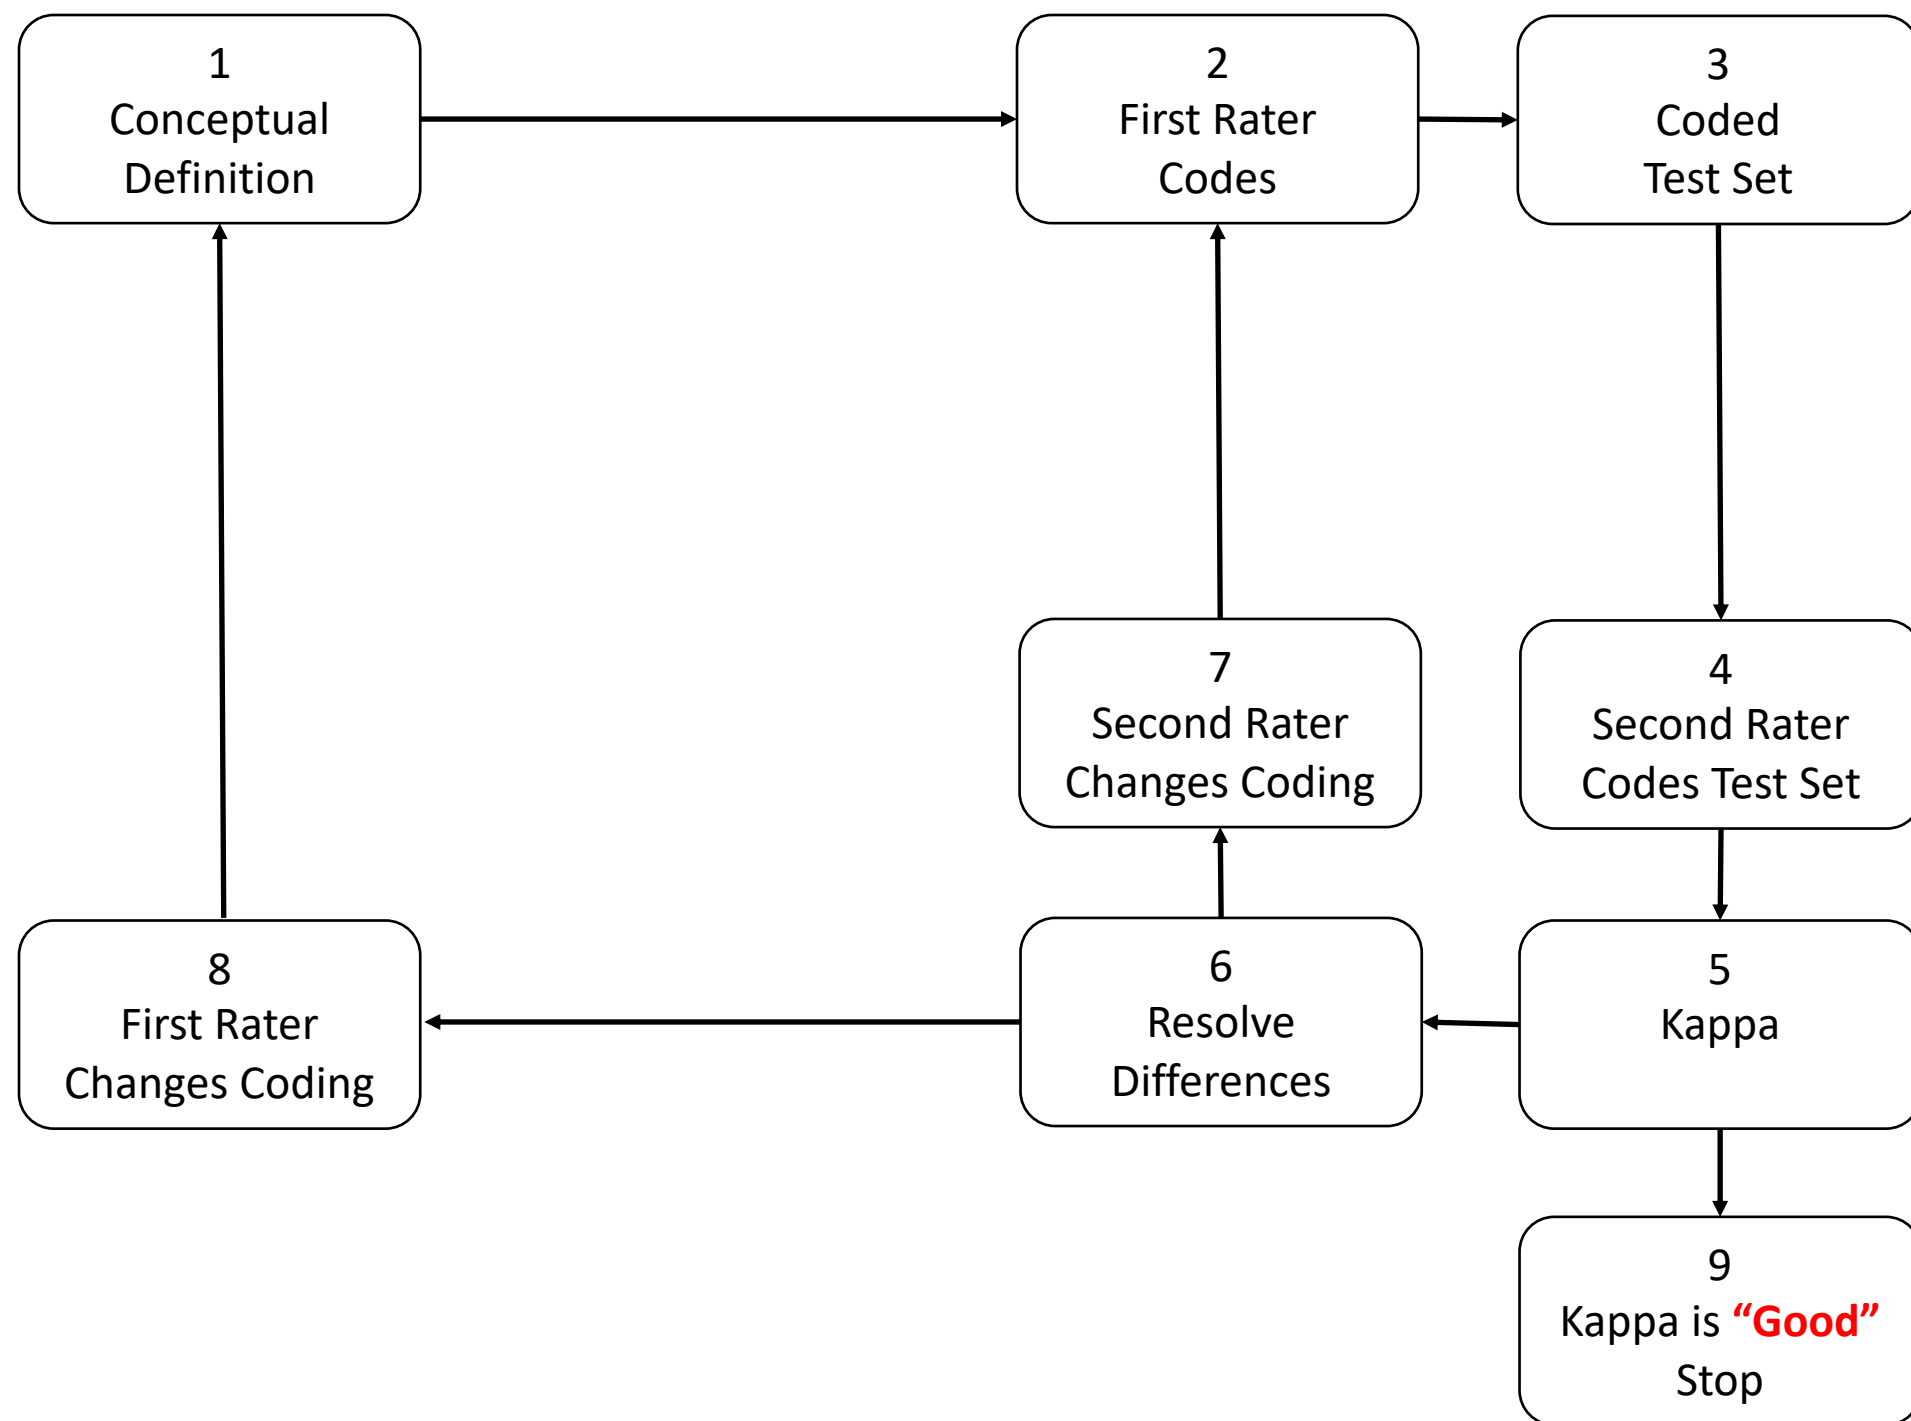 1
Conceptual
Definition
2
First Rater
Codes
3
Coded
Test Set
7
Second Rater
Changes Coding
4
Second Rater
Codes Test Set
8
First Rater
Changes Coding
6
Resolve
Differences
5
Kappa
9
Kappa is “Good”
Stop